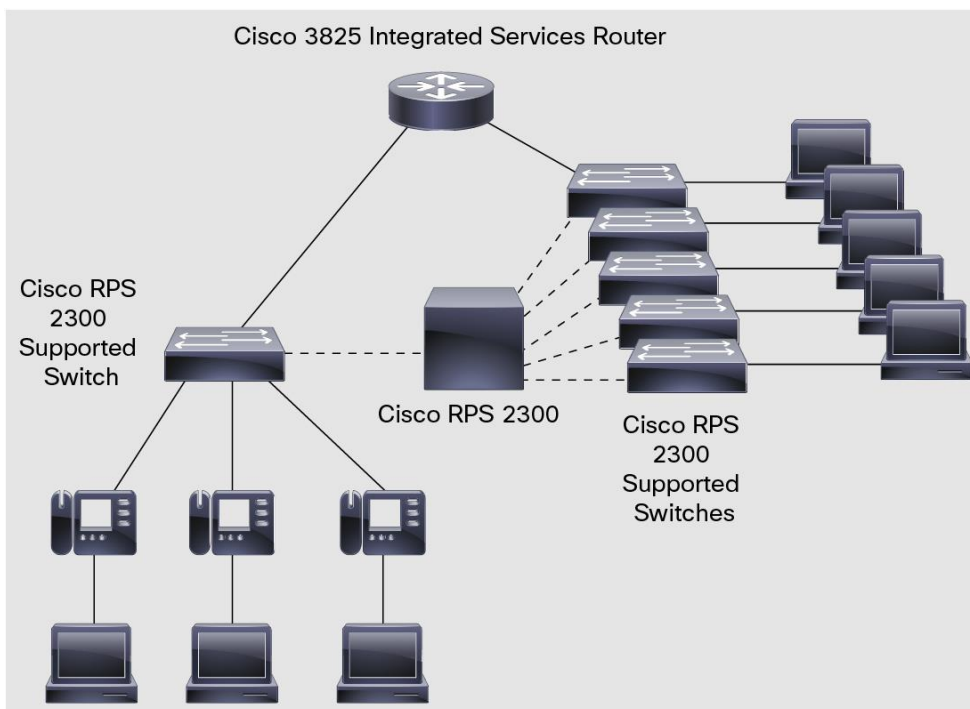 Cisco 3825 Integrated Services Router
Cisco RPS
2300
Supported
Switch
Cisco RPS 2300
Cisco RPS
2300
Supported
Switches